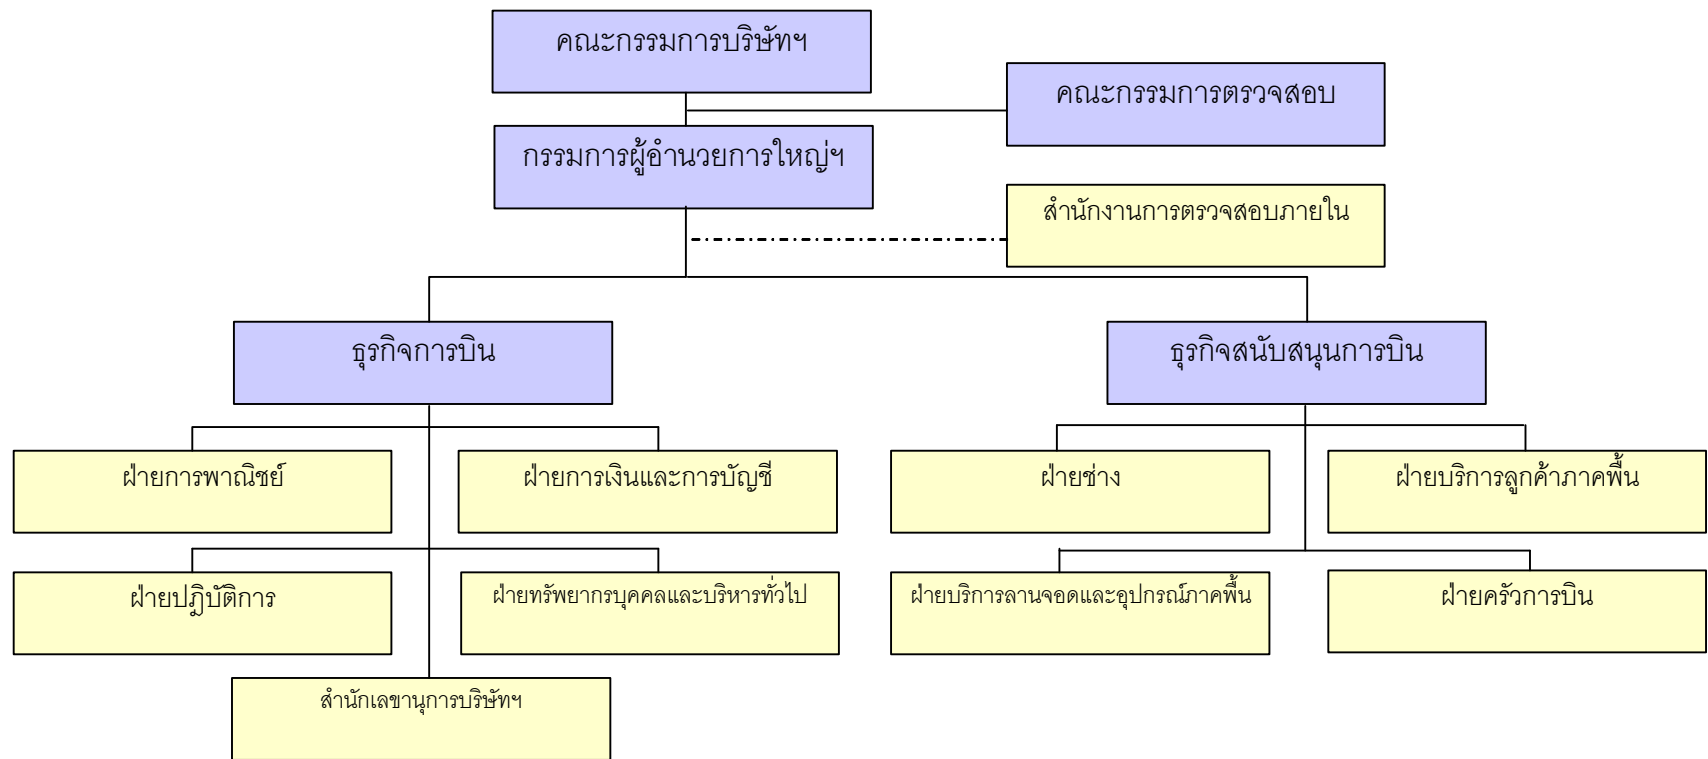 คณะกรรมการบริษัทฯ
คณะกรรมการตรวจสอบ
กรรมการผู้อำนวยการใหญ่ฯ
สำนักงานการตรวจสอบภายใน
ธุรกิจการบิน
ธุรกิจสนับสนุนการบิน
ฝ่ายการพาณิชย์
ฝ่ายการเงินและการบัญชี
ฝ่ายช่าง
ฝ่ายบริการลูกค้าภาคพื้น
ฝ่ายปฎิบัติการ
ฝ่ายทรัพยากรบุคคลและบริหารทั่วไป
ฝ่ายบริการลานจอดและอุปกรณ์ภาคพื้น
ฝ่ายครัวการบิน
สำนักเลขานุการบริษัทฯ